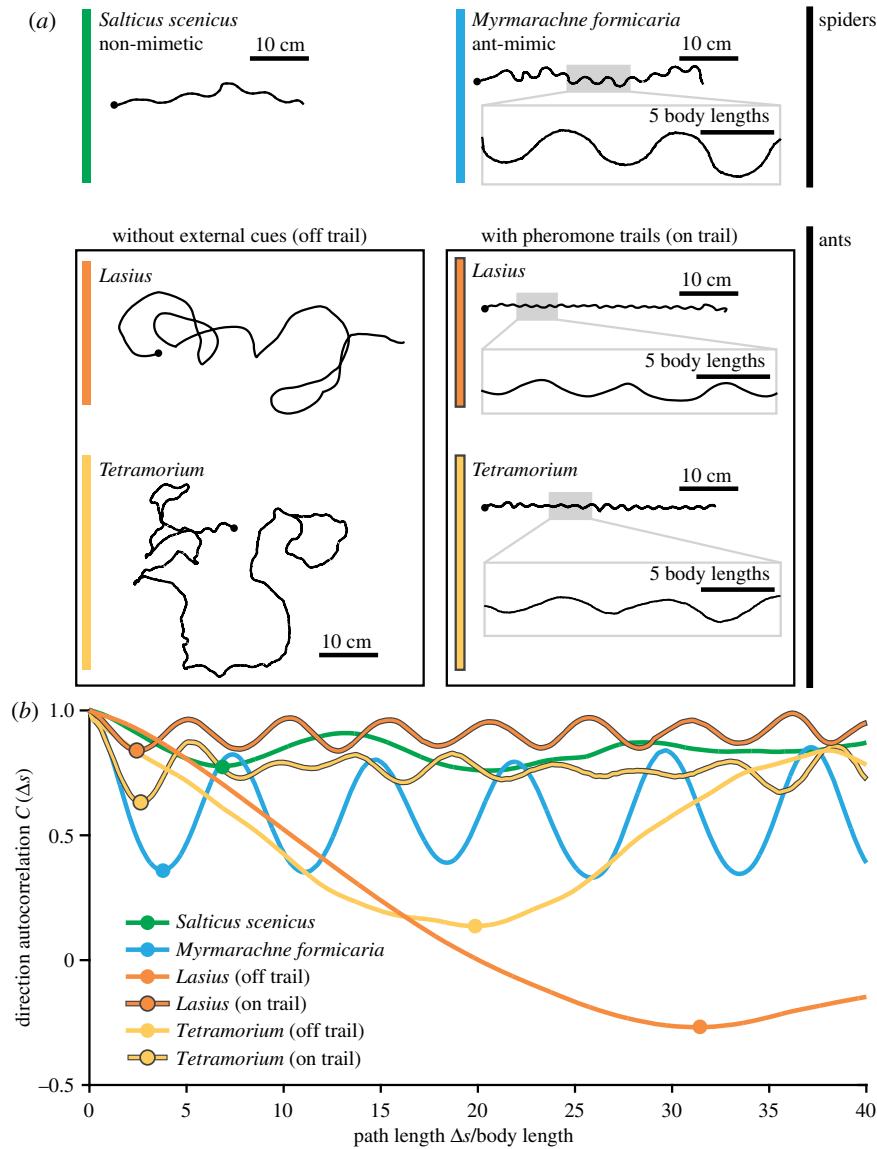 (a)
Salticus scenicus
non-mimetic
10 cm
Myrmarachne formicaria
ant-mimic
10 cm
5 body lengths
spiders
without external cues (off trail)
with pheromone trails (on trail)
ants
Lasius
Lasius
10 cm
5 body lengths
Tetramorium
10 cm
Tetramorium
10 cm
5 body lengths
(b)
1.0
0.5
0
–0.5
direction autocorrelation C (Δs)
Salticus scenicus
Myrmarachne formicaria
Lasius (off trail)
Lasius (on trail)
Tetramorium (off trail)
Tetramorium (on trail)
0 5 10 15 20 25 30 35 40
path length Δs/body length